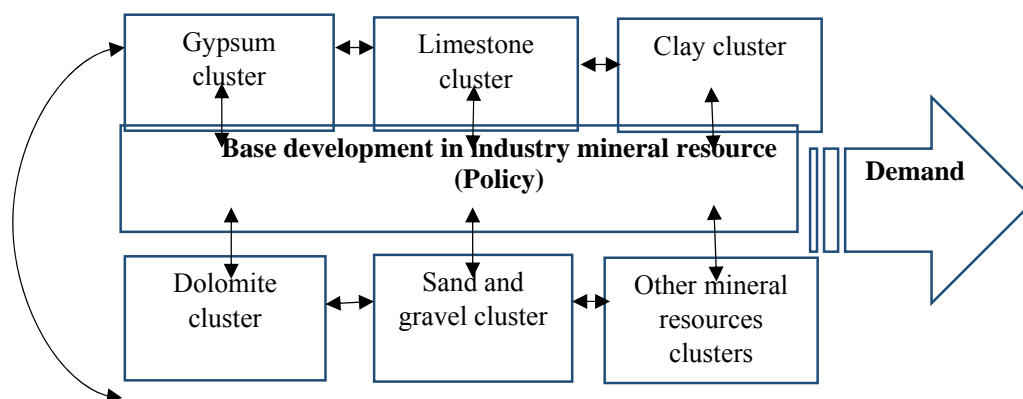 Gypsum
cluster
Limestone
cluster
Clay cluster
Base development in industry mineral resource
(Policy)
Demand
Dolomite
cluster
Sand and
gravel cluster
Other mineral
resources
clusters